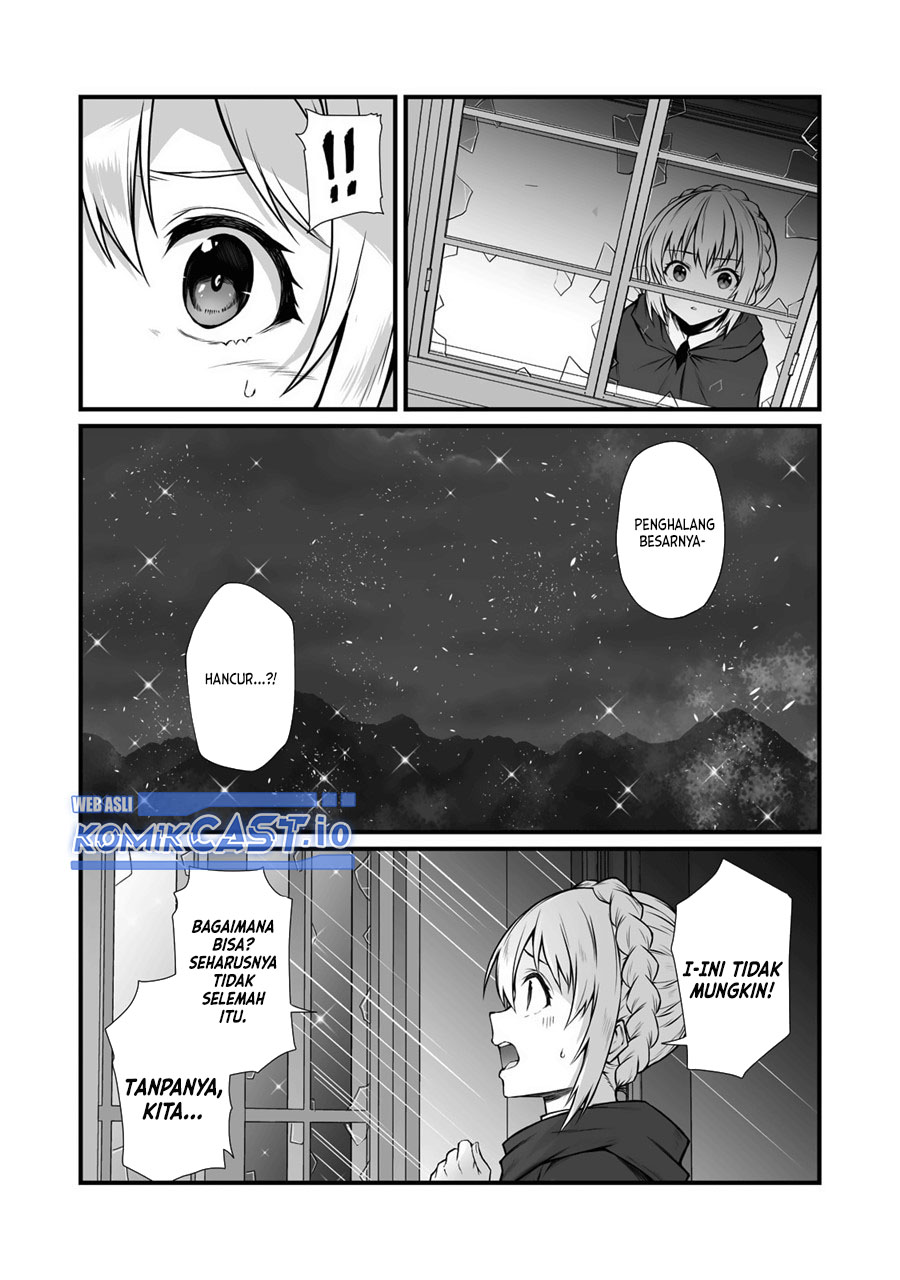 !!
PENGHALANG
BESARNYA-
HANCUR...?!
WEB ASLI
KOMIKCAST.io
I-INI TIDAK
MUNGKIN!
BAGAIMANA
BISA?
SEHARUSNYA
TIDAK
SELEMAH
ITU.
TANPANYA,
KITA...